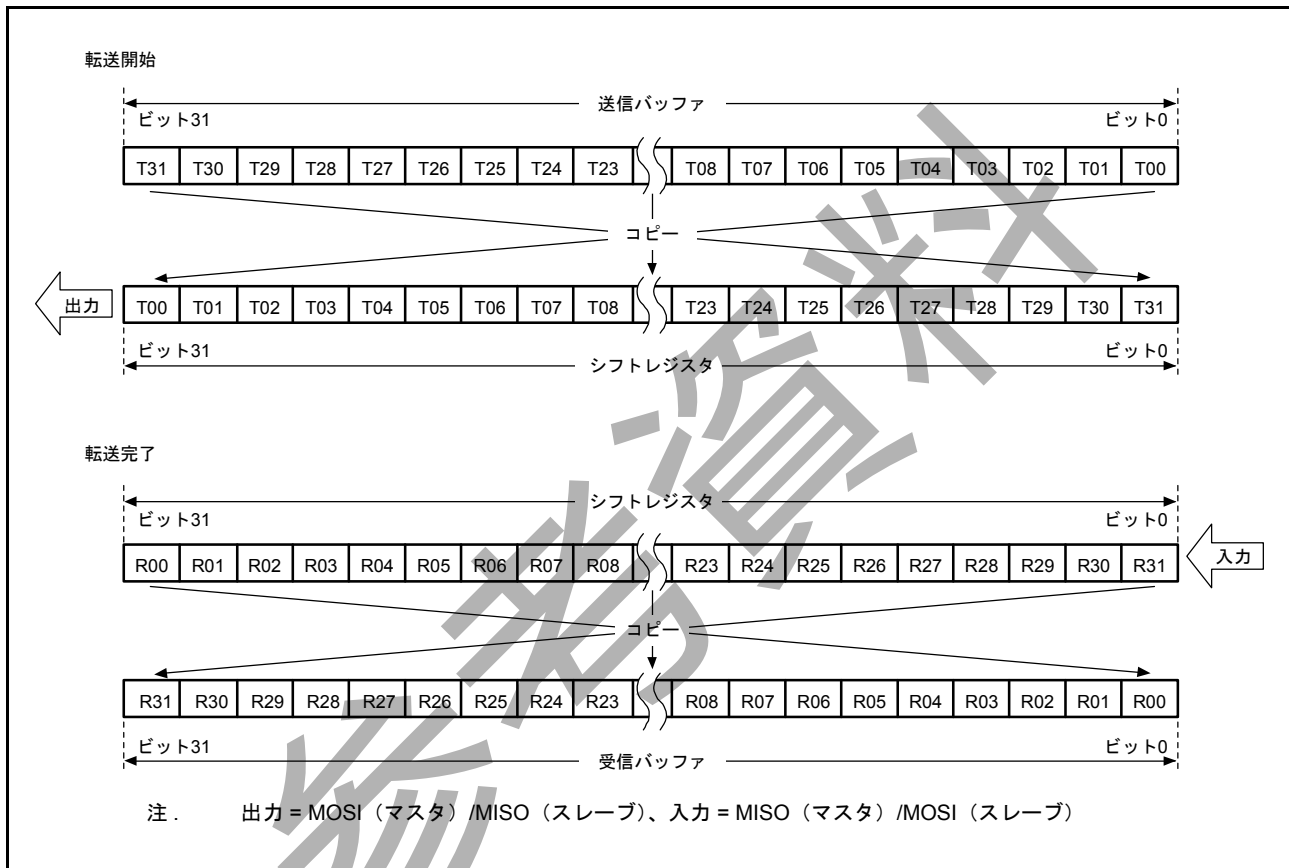 転送開始
送信バッファ
ビット31 ビット0
T31 T30 T29 T28 T27 T26 T25 T24 T23 T08 T07 T06 T05 T04 T03 T02 T01 T00
コピー
出力
T00 T01 T02 T03 T04 T05 T06 T07 T08 T23 T24 T25 T26 T27 T28 T29 T30 T31
ビット31 ビット0
シフトレジスタ
転送完了
シフトレジスタ
ビット31 ビット0
R00 R01 R02 R03 R04 R05 R06 R07 R08 R23 R24 R25 R26 R27 R28 R29 R30 R31
入力
コピー
R31 R30 R29 R28 R27 R26 R25 R24 R23 R08 R07 R06 R05 R04 R03 R02 R01 R00
ビット31 ビット0
受信バッファ
注 . 出力 = MOSI（マスタ）/MISO（スレーブ）、入力 = MISO（マスタ）/MOSI（スレーブ）
参考資料